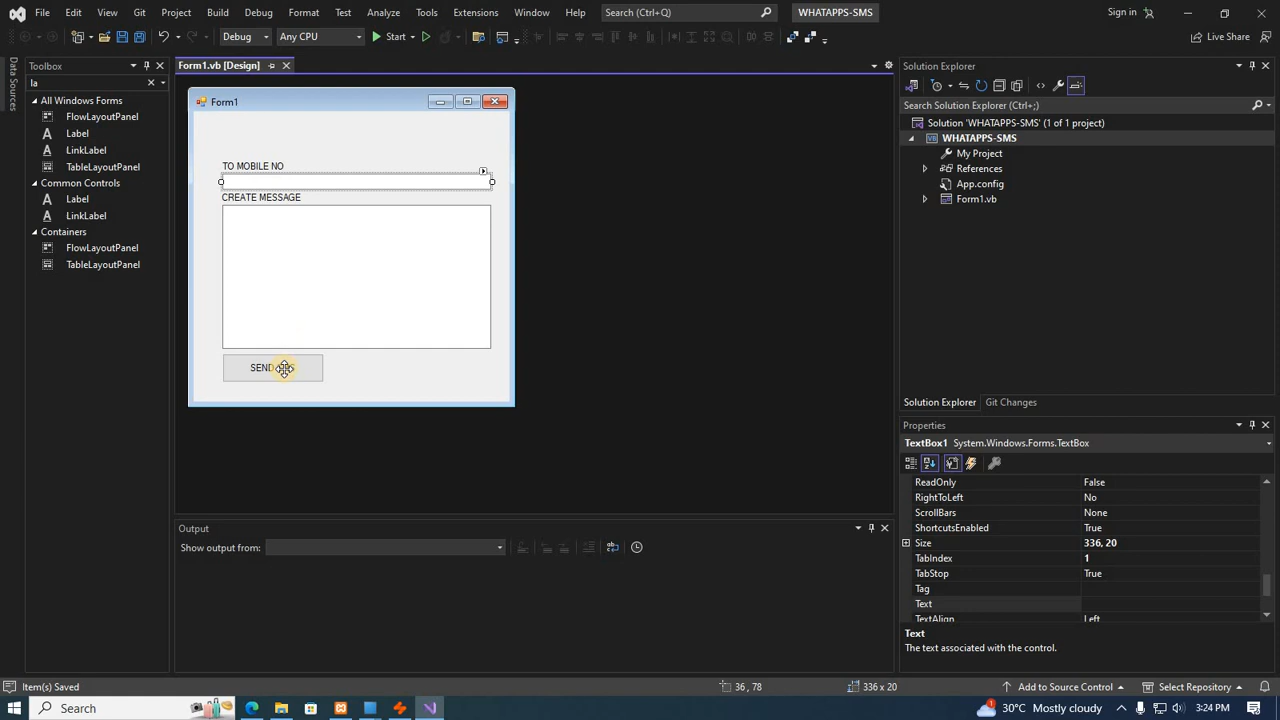 File Edit View Git Project Build Debug Format Test Analyze Tools Extensions Window Help Search (Ctrl+Q) WHATAPPS-SMS Sign in
Debug Any CPU Start Live Share
Data Sources
Toolbox
la
All Windows Forms
FlowLayoutPanel
Label
LinkLabel
TableLayoutPanel
Common Controls
Label
LinkLabel
Containers
FlowLayoutPanel
TableLayoutPanel
Form1.vb [Design]
Form1
TO MOBILE NO
CREATE MESSAGE
SEND
Output
Show output from:
Solution Explorer
Search Solution Explorer (Ctrl+;)
Solution 'WHATAPPS-SMS' (1 of 1 project)
WHATAPPS-SMS
My Project
References
App.config
Form1.vb
Solution Explorer Git Changes
Properties
TextBox1 System.Windows.Forms.TextBox
ReadOnly False
RightToLeft No
ScrollBars None
ShortcutsEnabled True
Size 336, 20
TabIndex 1
TabStop True
Tag
Text
TextAlign Left
Text
The text associated with the control.
Item(s) Saved 36 , 78 336 x 20 Add to Source Control Select Repository
Search 30°C Mostly cloudy 3:24 PM